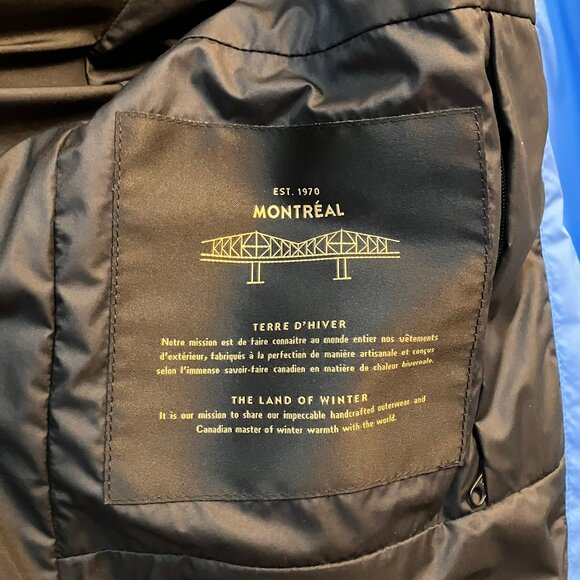 EST. 1970
MONTRÉAL
TERRE D'HIVER
Notre mission est de faire connaître au monde entier nos vêtements
d'extérieur, fabriqués à la perfection de manière artisanale et conçus
selon l'immense savoir-faire canadien en matière de chaleur hivernale.
THE LAND OF WINTER
It is our mission to share our impeccable handcrafted outerwear and
Canadian master of winter warmth with the world.